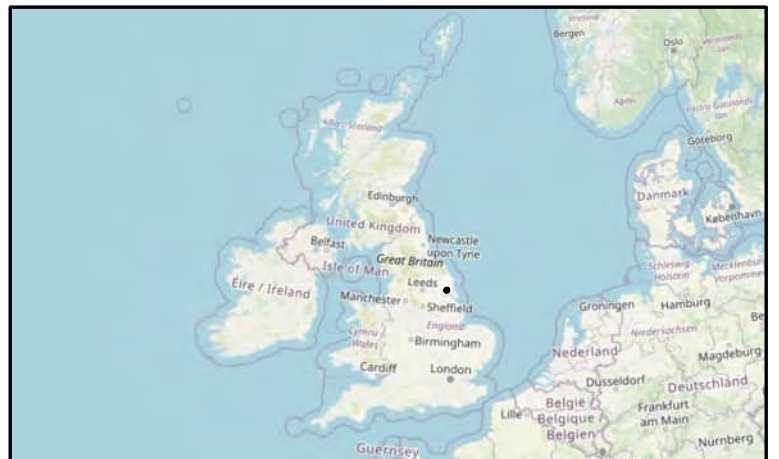 Bergen
Oslo
Agder
Göteborg
Alba / Scotland
Edinburgh
Danmark
København
United Kingdom
Belfast
Newcastle
upon Tyne
Great Britain
Isle of Man
Éire / Ireland
Leeds
Manchester
Sheffield
England
Cymru
Wales
Birmingham
Cardiff
London
Schleswig-
Holstein
Mecklenburg-
Vorpommern
Hamburg
Groningen
Niedersachsen
Nederland
Magdeburg
Düsseldorf
Deutschland
België /
Belgique /
Belgien
Lille
Frankfurt
am Main
Nürnberg
Guernsey